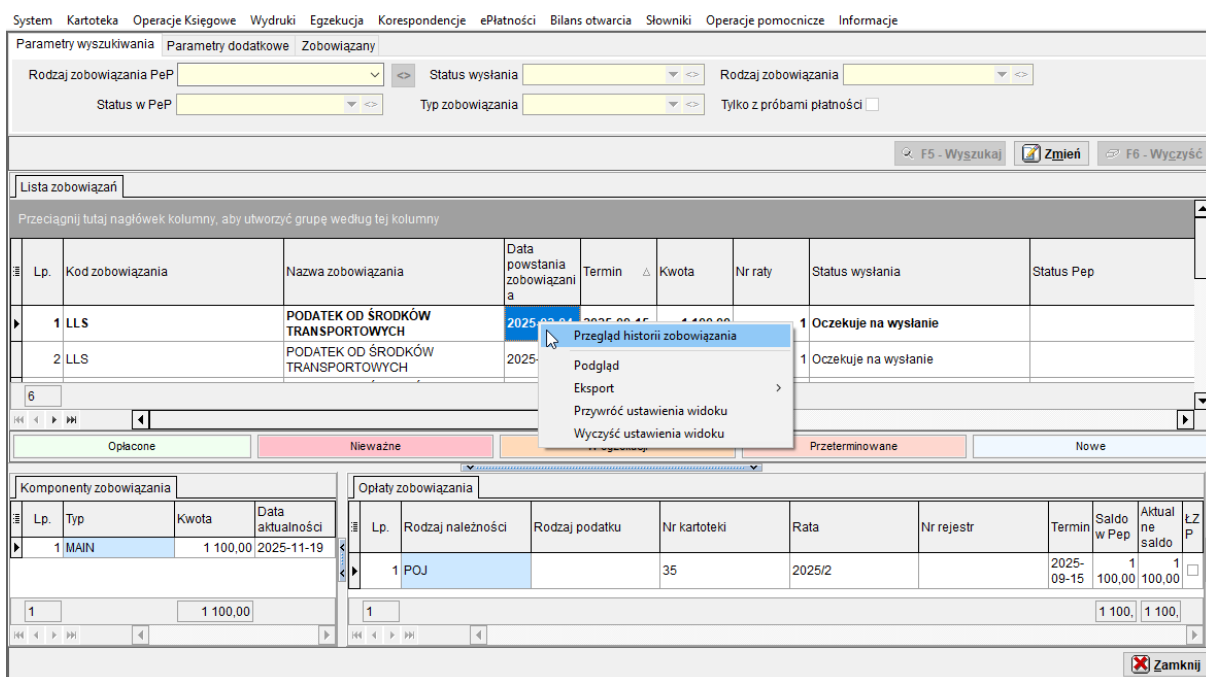 System Kartoteka Operacje Księgowe Wydruki Egzekucja Korespondencje ePłatności Bilans otwarcia Słowniki Operacje pomocnicze Informacje
Parametry wyszukiwania Parametry dodatkowe Zobowiązany
Rodzaj zobowiązania PeP <> Status wysłania <> Rodzaj zobowiązania <>
Status w PeP <> Typ zobowiązania <> Tylko z próbami płatności
F5 - Wyszukaj Zmień F6 - Wyczyść
Lista zobowiązań
Przeciągnij tutaj nagłówek kolumny, aby utworzyć grupę według tej kolumny
Lp. Kod zobowiązania Nazwa zobowiązania Data powstania zobowiązania Termin Kwota Nr raty Status wysłania Status Pep
1 LLS PODATEK OD ŚRODKÓW TRANSPORTOWYCH 1 Oczekuje na wysłanie
2 LLS PODATEK OD ŚRODKÓW TRANSPORTOWYCH 2025- 1 Oczekuje na wysłanie
Przegląd historii zobowiązania
Podgląd
Eksport
Przywróć ustawienia widoku
Wyczyść ustawienia widoku
6
Opłacone Nieważne Przeterminowane Nowe
Komponenty zobowiązania
Lp. Typ Kwota Data aktualności
1 MAIN 1 100,00 2025-11-19
1 1 100,00
Opłaty zobowiązania
Lp. Rodzaj należności Rodzaj podatku Nr kartoteki Rata Nr rejestr Termin Saldo w Pep Aktualne saldo ŁZP
1 POJ 35 2025/2 2025-09-15 1 100,00 1 100,00
1 1 100, 1 100,
Zamknij